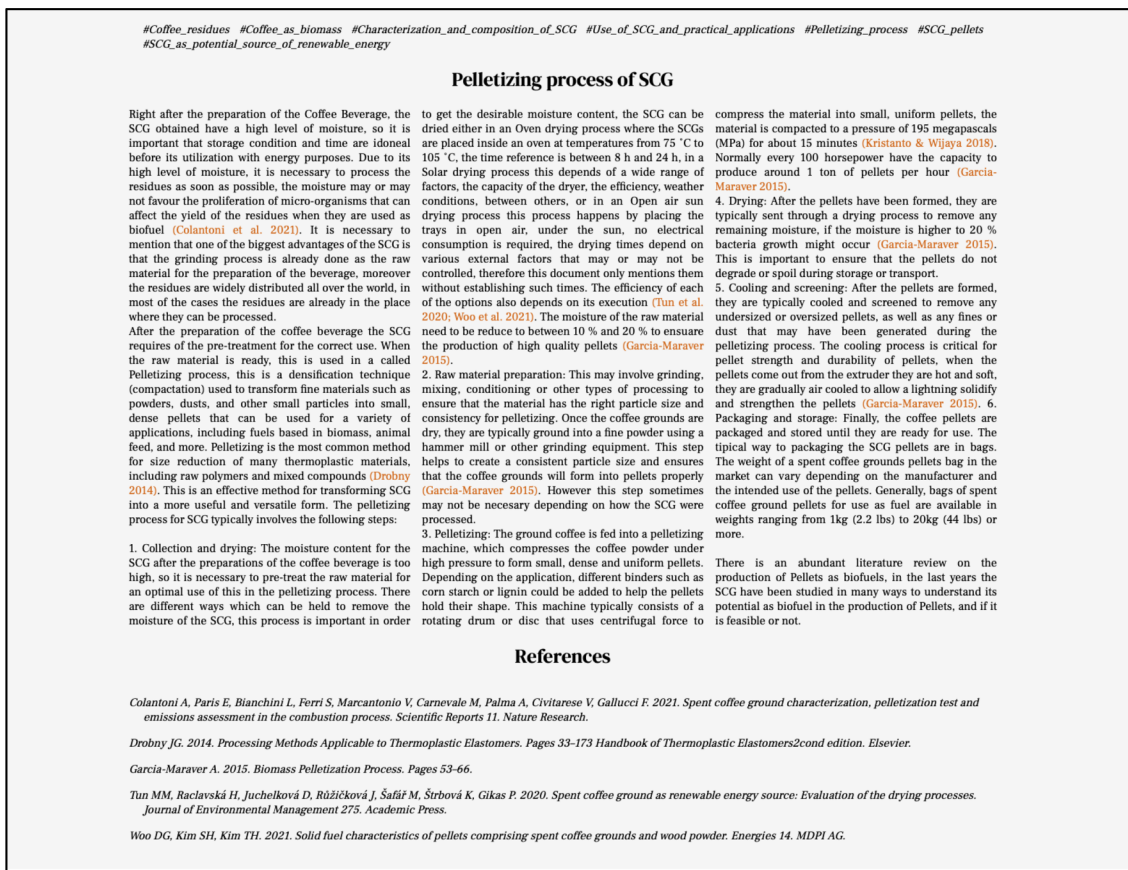 #Coffee_residues #Coffee_as_biomass #Characterization_and_composition_of_SCG #Use_of_SCG_and_practical_applications #Pelletizing_process #SCG_pellets
#SCG_as_potential_source_of_renewable_energy
Pelletizing process of SCG
Right after the preparation of the Coffee Beverage, the
SCG obtained have a high level of moisture, so it is
important that storage condition and time are idoneal
before its utilization with energy purposes. Due to its
high level of moisture, it is necessary to process the
residues as soon as possible, the moisture may or may
not favour the proliferation of micro-organisms that can
affect the yield of the residues when they are used as
biofuel (Colantoni et al. 2021). It is necessary to
mention that one of the biggest advantages of the SCG is
that the grinding process is already done as the raw
material for the preparation of the beverage, moreover
the residues are widely distributed all over the world, in
most of the cases the residues are already in the place
where they can be processed.
After the preparation of the coffee beverage the SCG
requires of the pre-treatment for the correct use. When
the raw material is ready, this is used in a called
Pelletizing process, this is a densification technique
(compactation) used to transform fine materials such as
powders, dusts, and other small particles into small,
dense pellets that can be used for a variety of
applications, including fuels based in biomass, animal
feed, and more. Pelletizing is the most common method
for size reduction of many thermoplastic materials,
including raw polymers and mixed compounds (Drobny
2014). This is an effective method for transforming SCG
into a more useful and versatile form. The pelletizing
process for SCG typically involves the following steps:
1. Collection and drying: The moisture content for the
SCG after the preparations of the coffee beverage is too
high, so it is necessary to pre-treat the raw material for
an optimal use of this in the pelletizing process. There
are different ways which can be held to remove the
moisture of the SCG, this process is important in order
to get the desirable moisture content, the SCG can be
dried either in an Oven drying process where the SCGs
are placed inside an oven at temperatures from 75 ˚C to
105 ˚C, the time reference is between 8 h and 24 h, in a
Solar drying process this depends of a wide range of
factors, the capacity of the dryer, the efficiency, weather
conditions, between others, or in an Open air sun
drying process this process happens by placing the
trays in open air, under the sun, no electrical
consumption is required, the drying times depend on
various external factors that may or may not be
controlled, therefore this document only mentions them
without establishing such times. The efficiency of each
of the options also depends on its execution (Tun et al.
2020; Woo et al. 2021). The moisture of the raw material
need to be reduce to between 10 % and 20 % to ensuare
the production of high quality pellets (Garcia-Maraver
2015).
2. Raw material preparation: This may involve grinding,
mixing, conditioning or other types of processing to
ensure that the material has the right particle size and
consistency for pelletizing. Once the coffee grounds are
dry, they are typically ground into a fine powder using a
hammer mill or other grinding equipment. This step
helps to create a consistent particle size and ensures
that the coffee grounds will form into pellets properly
(Garcia-Maraver 2015). However this step sometimes
may not be necesary depending on how the SCG were
processed.
3. Pelletizing: The ground coffee is fed into a pelletizing
machine, which compresses the coffee powder under
high pressure to form small, dense and uniform pellets.
Depending on the application, different binders such as
corn starch or lignin could be added to help the pellets
hold their shape. This machine typically consists of a
rotating drum or disc that uses centrifugal force to
compress the material into small, uniform pellets, the
material is compacted to a pressure of 195 megapascals
(MPa) for about 15 minutes (Kristanto & Wijaya 2018).
Normally every 100 horsepower have the capacity to
produce around 1 ton of pellets per hour (Garcia-
Maraver 2015).
4. Drying: After the pellets have been formed, they are
typically sent through a drying process to remove any
remaining moisture, if the moisture is higher to 20 %
bacteria growth might occur (Garcia-Maraver 2015).
This is important to ensure that the pellets do not
degrade or spoil during storage or transport.
5. Cooling and screening: After the pellets are formed,
they are typically cooled and screened to remove any
undersized or oversized pellets, as well as any fines or
dust that may have been generated during the
pelletizing process. The cooling process is critical for
pellet strength and durability of pellets, when the
pellets come out from the extruder they are hot and soft,
they are gradually air cooled to allow a lightning solidify
and strengthen the pellets (Garcia-Maraver 2015). 6.
Packaging and storage: Finally, the coffee pellets are
packaged and stored until they are ready for use. The
tipical way to packaging the SCG pellets are in bags.
The weight of a spent coffee grounds pellets bag in the
market can vary depending on the manufacturer and
the intended use of the pellets. Generally, bags of spent
coffee ground pellets for use as fuel are available in
weights ranging from 1kg (2.2 lbs) to 20kg (44 lbs) or
more.
There is an abundant literature review on the
production of Pellets as biofuels, in the last years the
SCG have been studied in many ways to understand its
potential as biofuel in the production of Pellets, and if it
is feasible or not.
References
Colantoni A, Paris E, Bianchini L, Ferri S, Marcantonio V, Carnevale M, Palma A, Civitarese V, Gallucci F. 2021. Spent coffee ground characterization, pelletization test and
emissions assessment in the combustion process. Scientific Reports 11. Nature Research.
Drobny JG. 2014. Processing Methods Applicable to Thermoplastic Elastomers. Pages 33–173 Handbook of Thermoplastic Elastomers2cond edition. Elsevier.
Garcia-Maraver A. 2015. Biomass Pelletization Process. Pages 53–66.
Tun MM, Raclavská H, Juchelková D, Růžičková J, Šafář M, Štrbová K, Gikas P. 2020. Spent coffee ground as renewable energy source: Evaluation of the drying processes.
Journal of Environmental Management 275. Academic Press.
Woo DG, Kim SH, Kim TH. 2021. Solid fuel characteristics of pellets comprising spent coffee grounds and wood powder. Energies 14. MDPI AG.